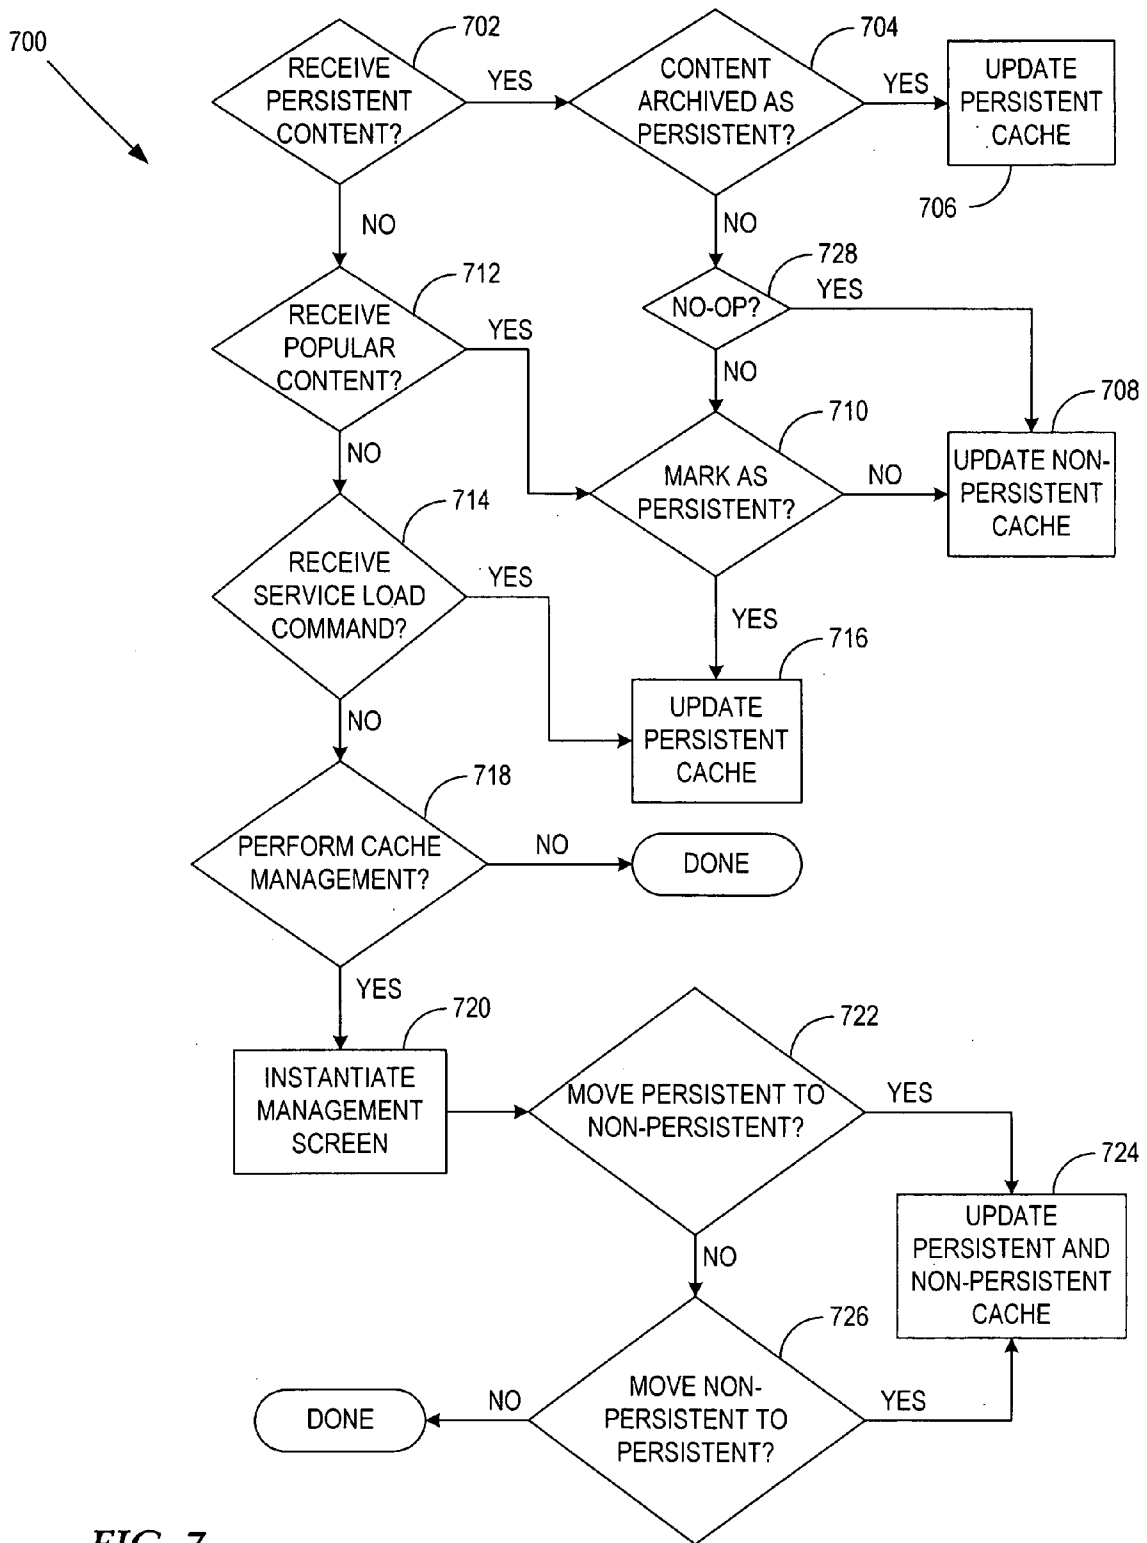 700
702
RECEIVE
PERSISTENT
CONTENT?
YES
704
CONTENT
ARCHIVED AS
PERSISTENT?
YES
UPDATE
PERSISTENT
CACHE
706
NO
NO
712
RECEIVE
POPULAR
CONTENT?
YES
728
NO-OP?
YES
NO
710
MARK AS
PERSISTENT?
NO
708
UPDATE NON-
PERSISTENT
CACHE
NO
714
RECEIVE
SERVICE LOAD
COMMAND?
YES
YES
716
UPDATE
PERSISTENT
CACHE
NO
718
PERFORM CACHE
MANAGEMENT?
NO
DONE
YES
720
INSTANTIATE
MANAGEMENT
SCREEN
722
MOVE PERSISTENT TO
NON-PERSISTENT?
YES
724
UPDATE
PERSISTENT AND
NON-PERSISTENT
CACHE
NO
726
MOVE NON-
PERSISTENT TO
PERSISTENT?
YES
NO
DONE
FIG. 7